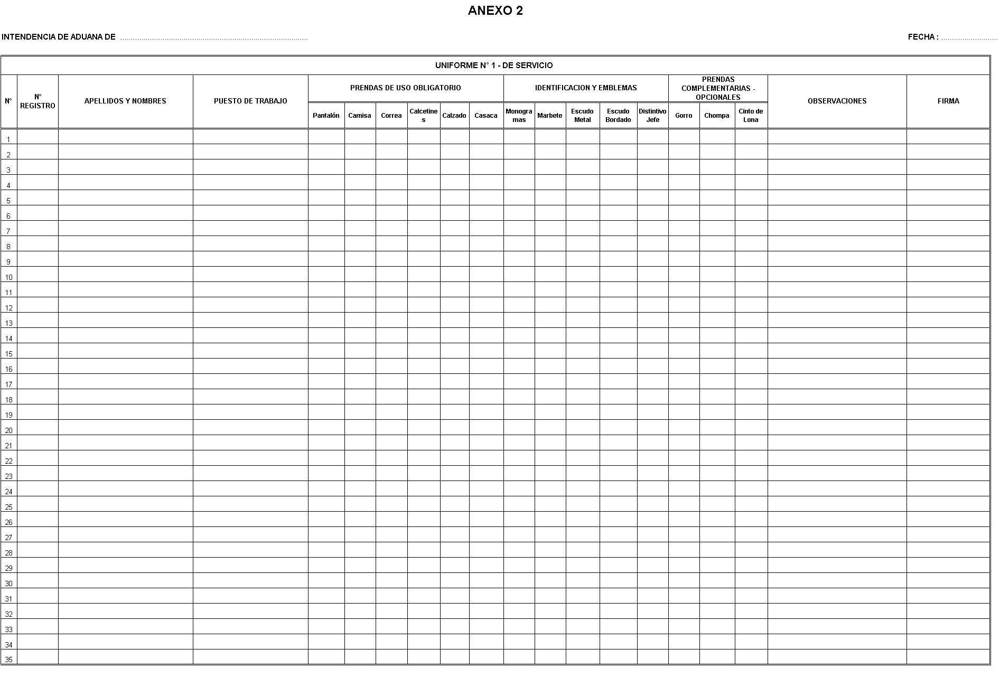 ANEXO 2
INTENDENCIA DE ADUANA DE ........................................................................................
FECHA : ...........................
UNIFORME N° 1 - DE SERVICIO
N°
N°
REGISTRO
APELLIDOS Y NOMBRES
PUESTO DE TRABAJO
PRENDAS DE USO OBLIGATORIO
IDENTIFICACION Y EMBLEMAS
PRENDAS
COMPLEMENTARIAS -
OPCIONALES
OBSERVACIONES
FIRMA
Pantalón
Camisa
Correa
Calcetine
s
Calzado
Casaca
Monogra
mas
Marbete
Escudo
Metal
Escudo
Bordado
Distintivo
Jefe
Gorro
Chompa
Cinto de
Lona
1
2
3
4
5
6
7
8
9
10
11
12
13
14
15
16
17
18
19
20
21
22
23
24
25
26
27
28
29
30
31
32
33
34
35